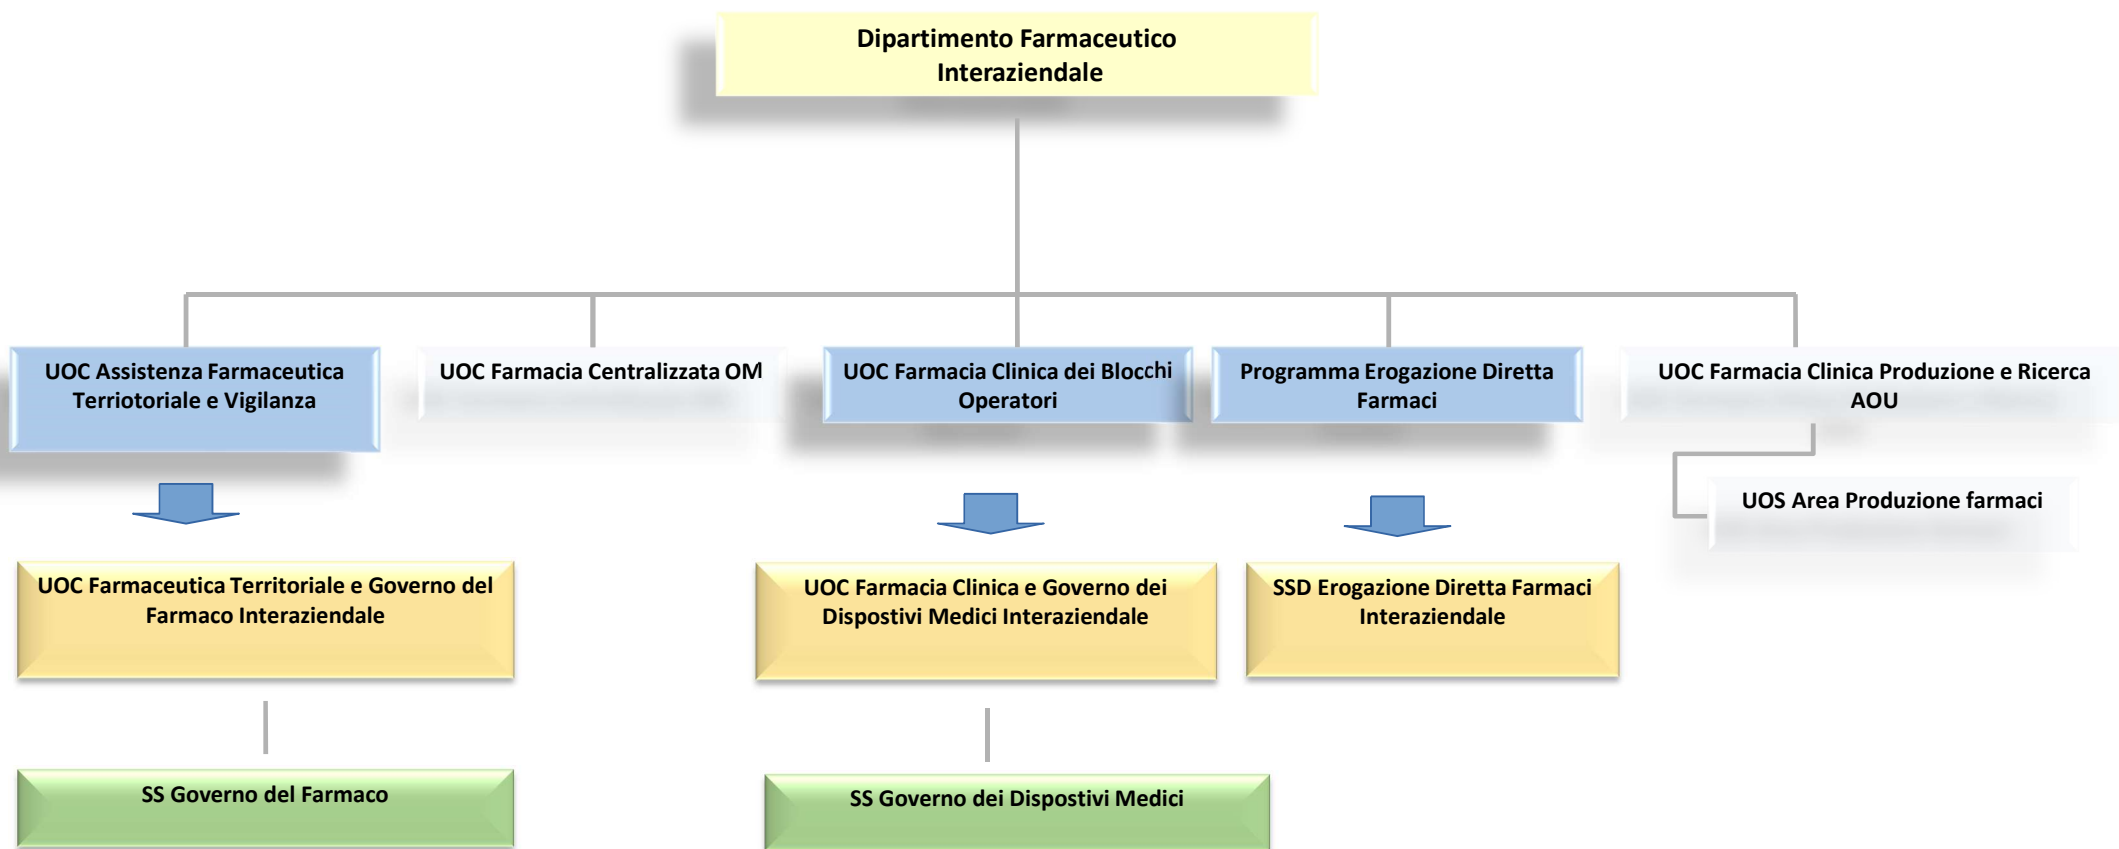 Dipartimento Farmaceutico
Interaziendale
UOC Assistenza Farmaceutica
Terriotoriale e Vigilanza
UOC Farmacia Centralizzata OM
UOC Farmacia Clinica dei Blocchi
Operatori
Programma Erogazione Diretta
Farmaci
UOC Farmacia Clinica Produzione e Ricerca
AOU
UOS Area Produzione farmaci
UOC Farmaceutica Territoriale e Governo del
Farmaco Interaziendale
UOC Farmacia Clinica e Governo dei
Dispostivi Medici Interaziendale
SSD Erogazione Diretta Farmaci
Interaziendale
SS Governo del Farmaco
SS Governo dei Dispostivi Medici